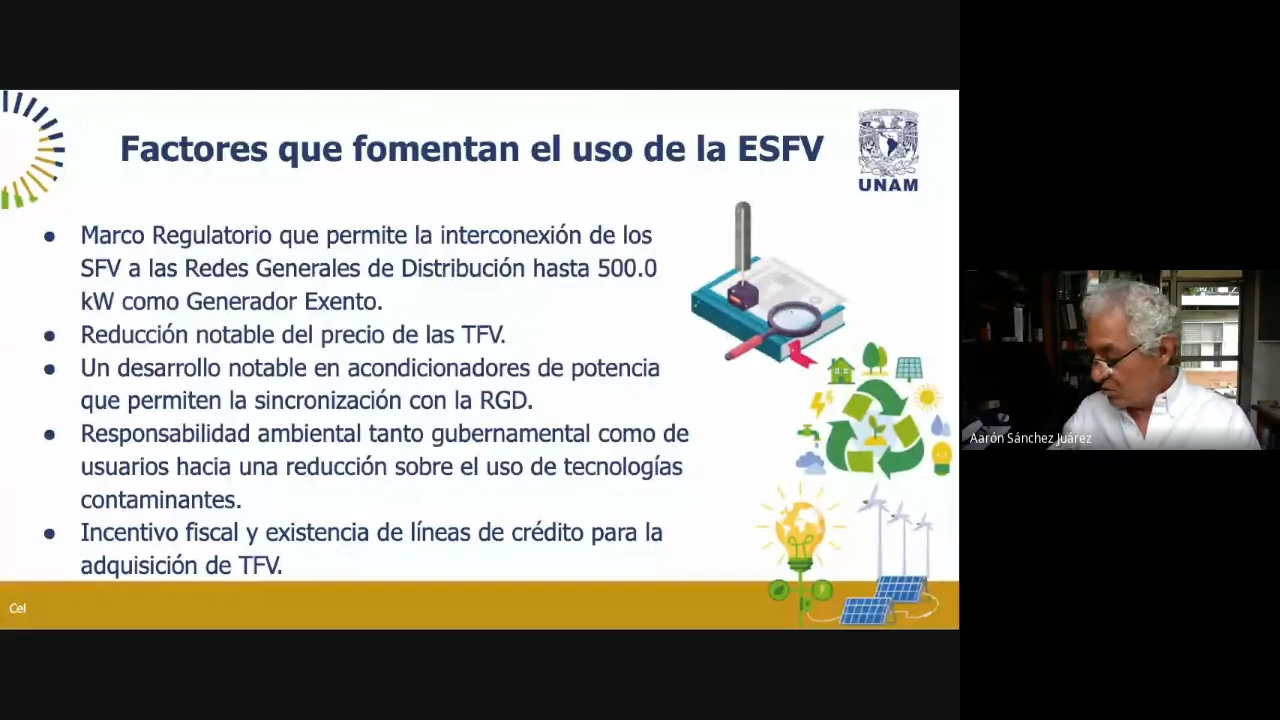 Factores que fomentan el uso de la ESFV
UNAM
● Marco Regulatorio que permite la interconexión de los
SFV a las Redes Generales de Distribución hasta 500.0
kW como Generador Exento.
● Reducción notable del precio de las TFV.
● Un desarrollo notable en acondicionadores de potencia
que permiten la sincronización con la RGD.
● Responsabilidad ambiental tanto gubernamental como de
usuarios hacia una reducción sobre el uso de tecnologías
contaminantes.
● Incentivo fiscal y existencia de líneas de crédito para la
adquisición de TFV.
Cel
Aarón Sánchez Juárez